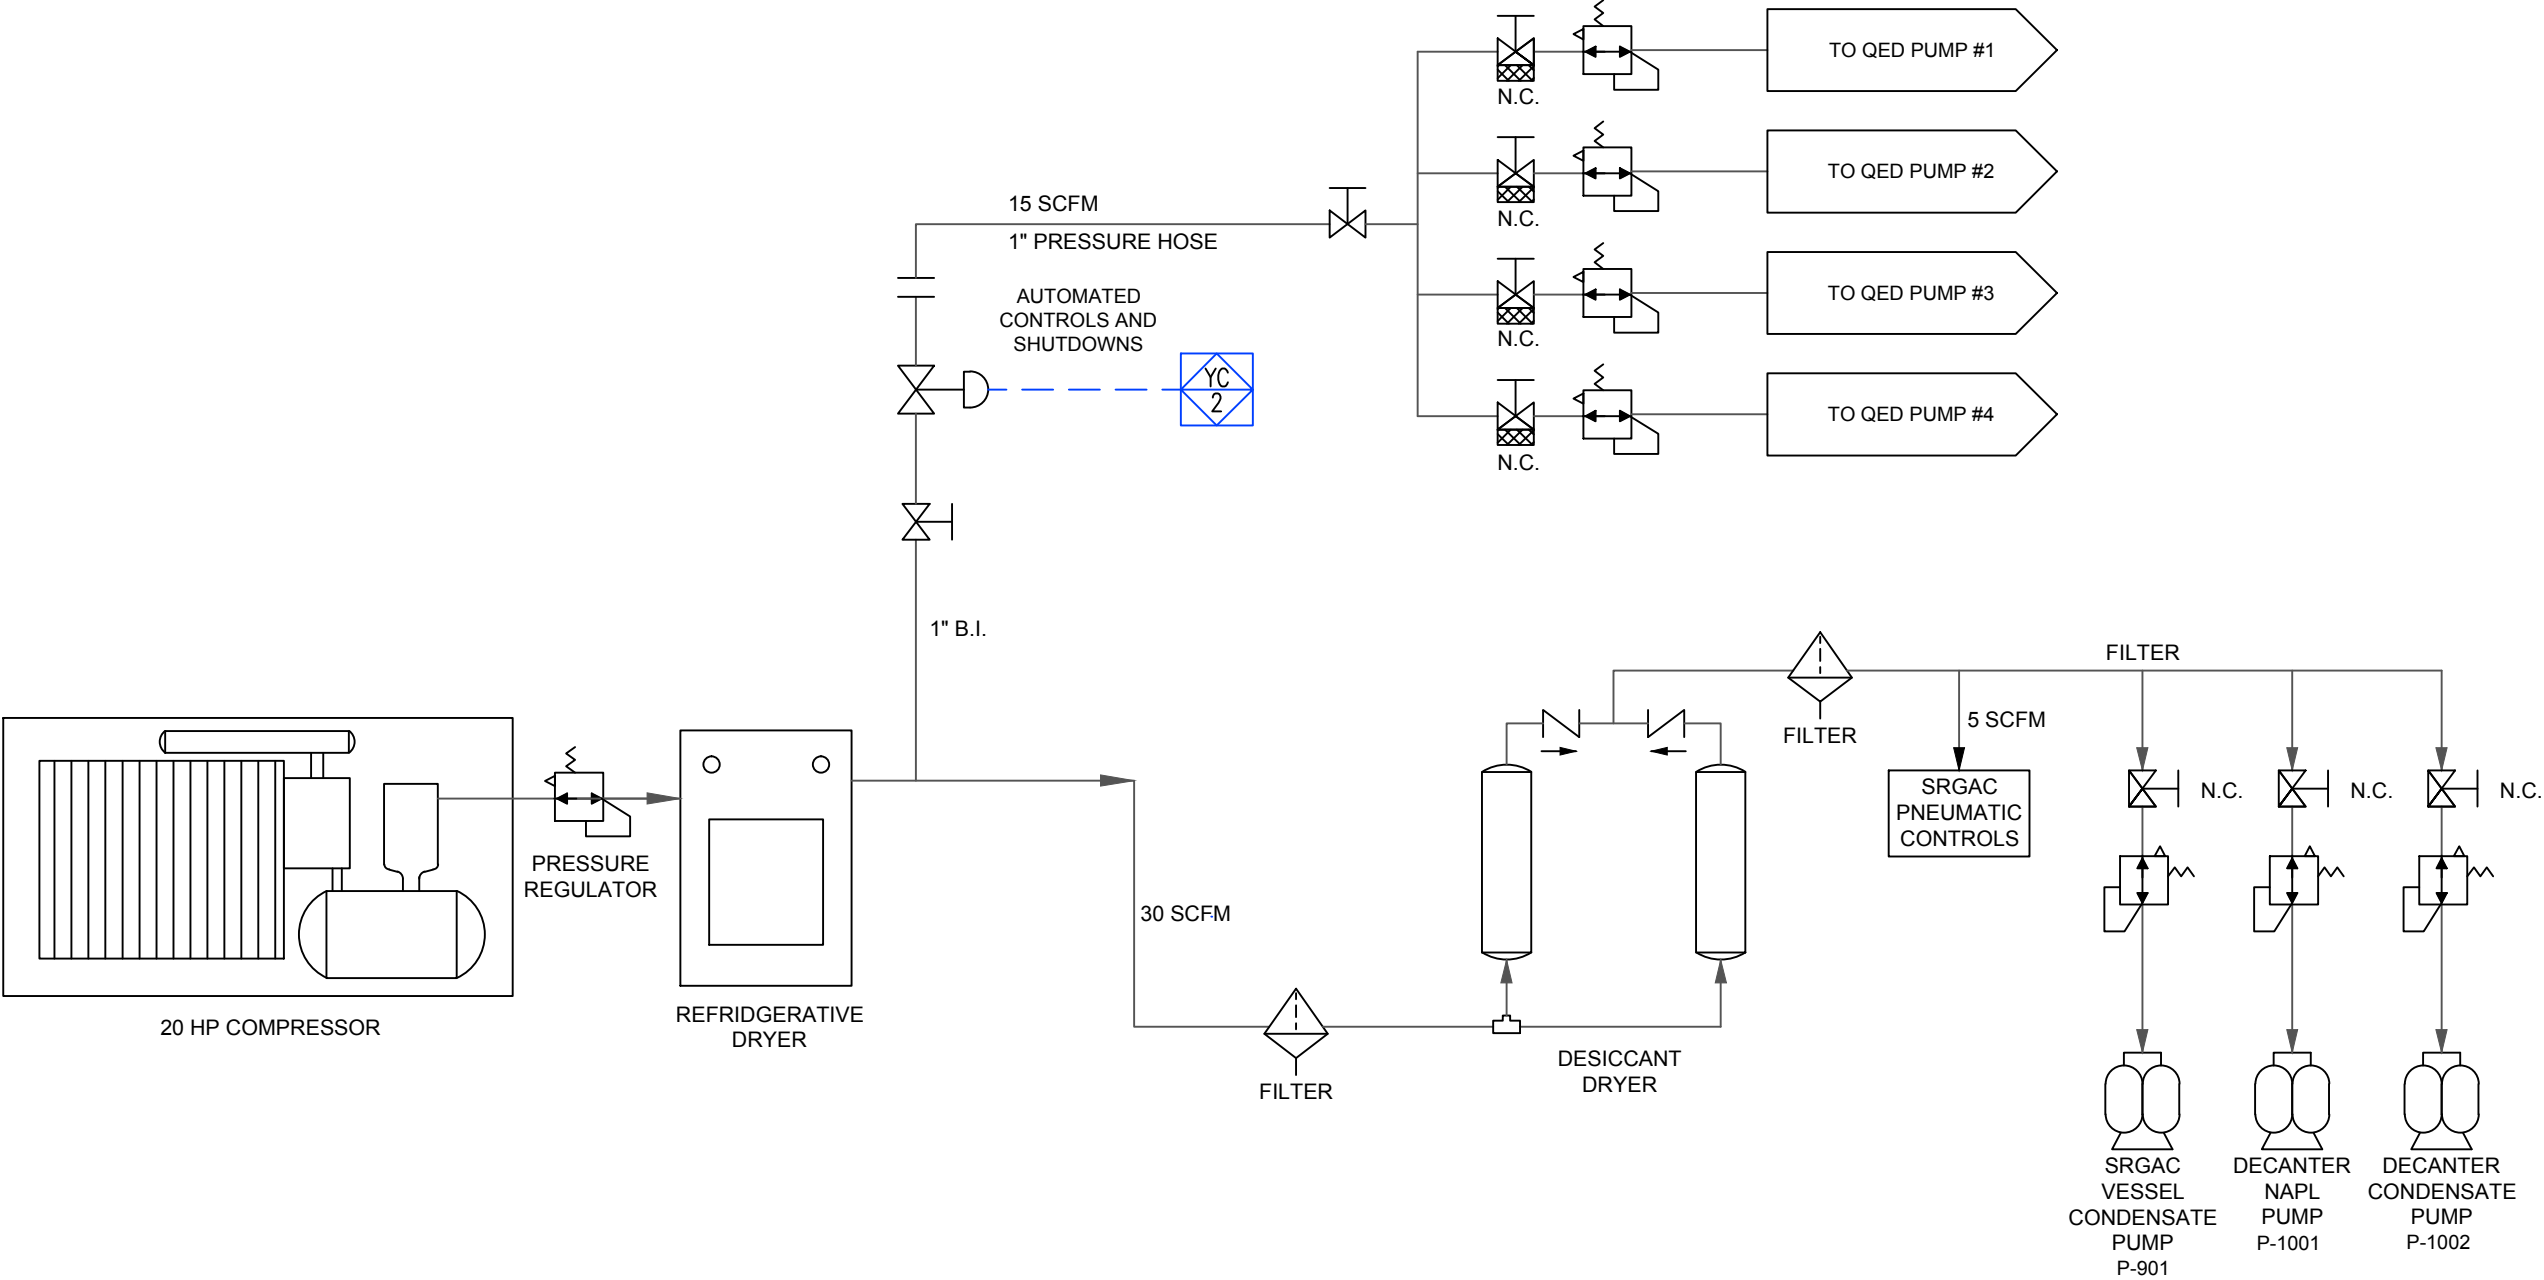 TO QED PUMP #1
N.C.
TO QED PUMP #2
N.C.
15 SCFM
1" PRESSURE HOSE
TO QED PUMP #3
N.C.
AUTOMATED
CONTROLS AND
SHUTDOWNS
YC
2
TO QED PUMP #4
N.C.
1" B.I.
FILTER
5 SCFM
FILTER
SRGAC
PNEUMATIC
CONTROLS
N.C.
N.C.
N.C.
PRESSURE
REGULATOR
30 SCFM
20 HP COMPRESSOR
REFRIDGERATIVE
DRYER
FILTER
DESICCANT
DRYER
SRGAC
VESSEL
CONDENSATE
PUMP
P-901
DECANTER
NAPL
PUMP
P-1001
DECANTER
CONDENSATE
PUMP
P-1002